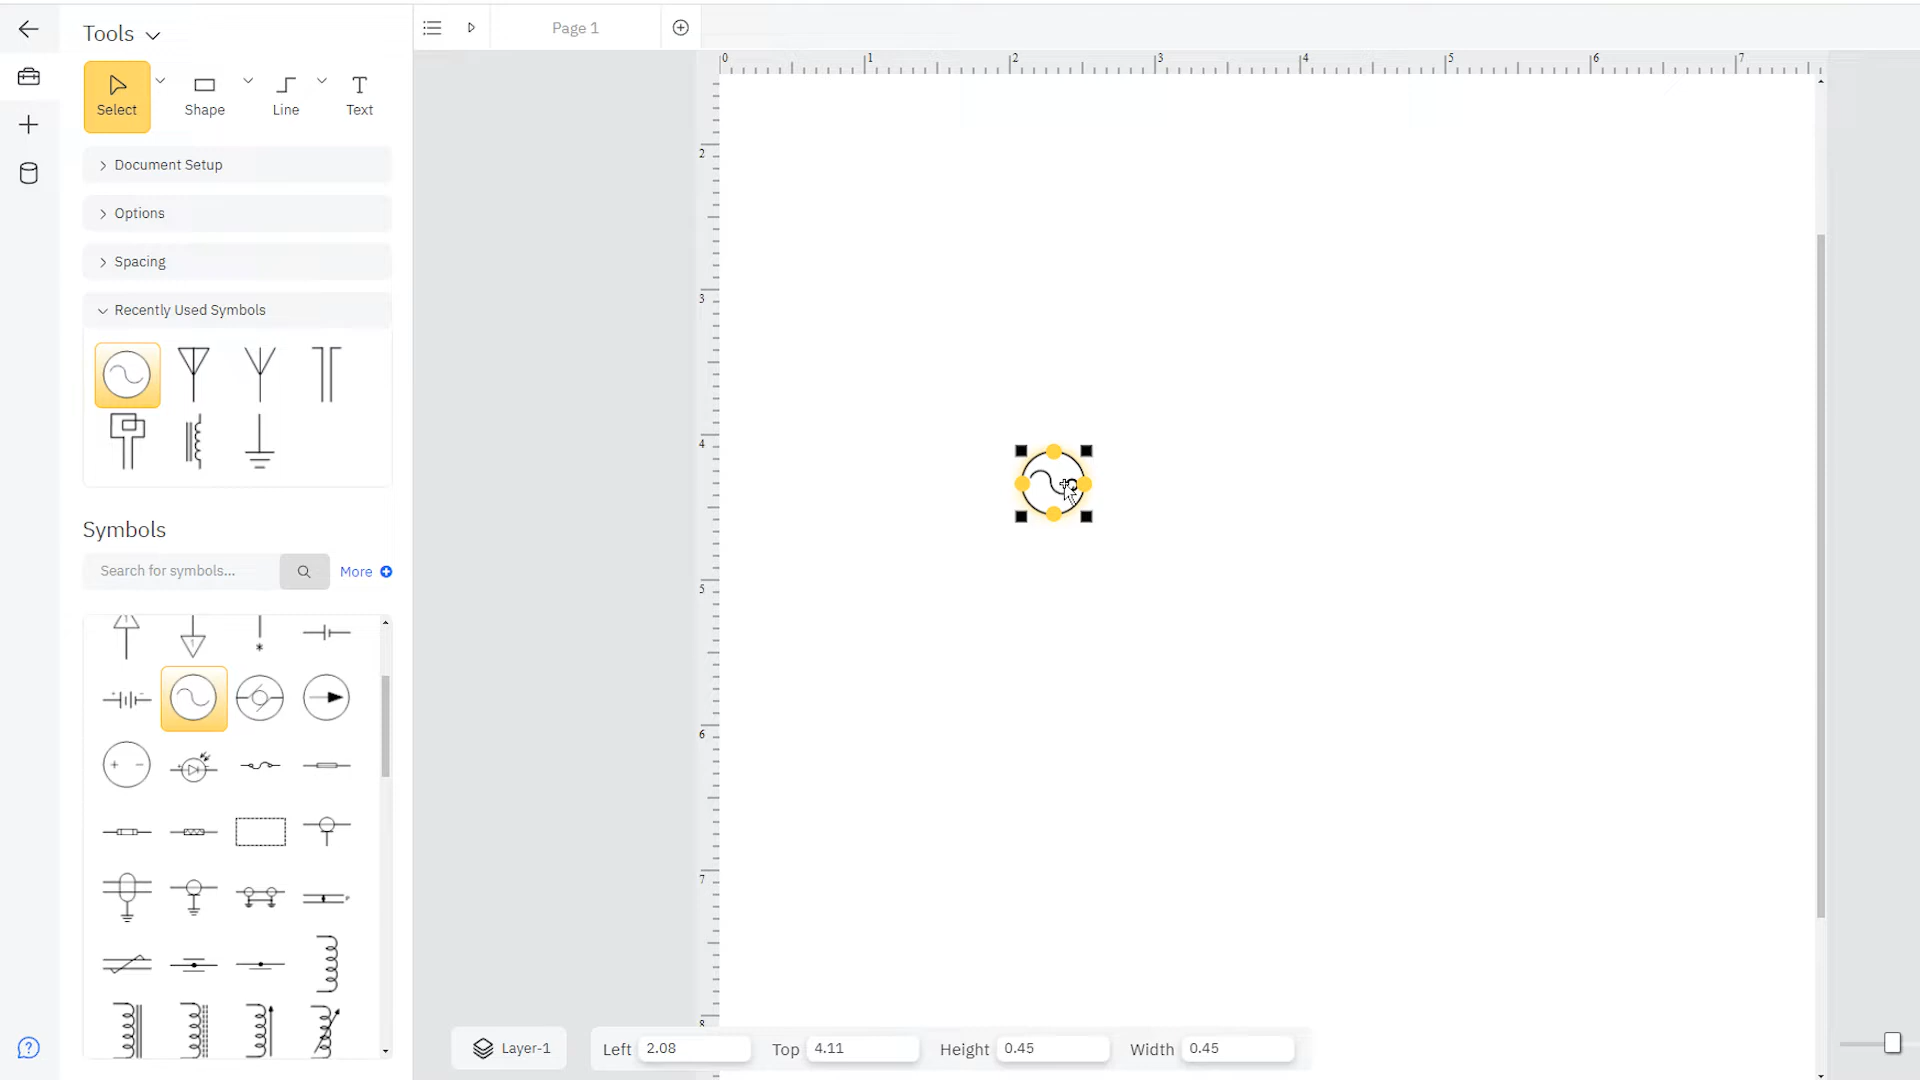 Tools
Page 1
Select
Shape
Line
Text
Document Setup
Options
Spacing
Recently Used Symbols
Symbols
Search for symbols...
More
0 1 2 3 4 5 6 7
2
3
4
5
6
7
8
Layer-1
Left 2.08
Top 4.11
Height 0.45
Width 0.45